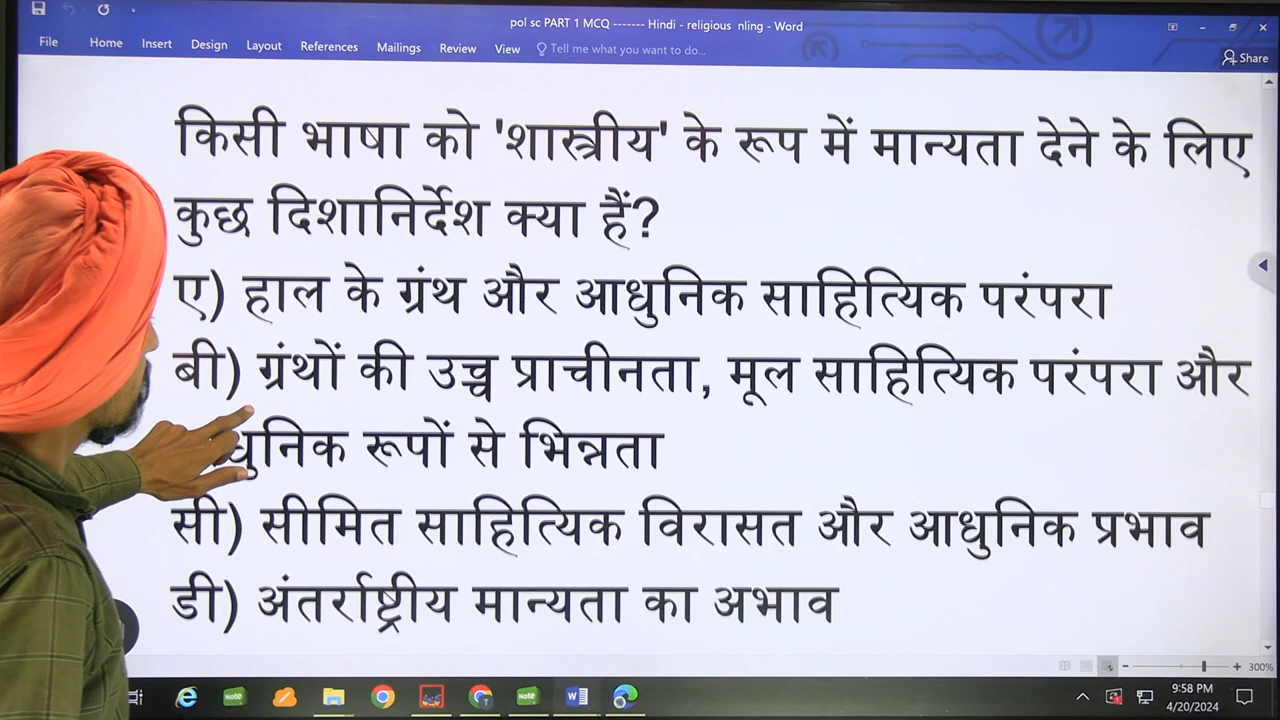 pol sc PART 1 MCQ ------- Hindi - religious nling - Word
File Home Insert Design Layout References Mailings Review View Tell me what you want to do...
Share
किसी भाषा को 'शास्त्रीय' के रूप में मान्यता देने के लिए
कुछ दिशानिर्देश क्या हैं?
ए) हाल के ग्रंथ और आधुनिक साहित्यिक परंपरा
बी) ग्रंथों की उच्च प्राचीनता, मूल साहित्यिक परंपरा और
रूपों से भिन्नता
सी) सीमित साहित्यिक विरासत और आधुनिक प्रभाव
डी) अंतर्राष्ट्रीय मान्यता का अभाव
300%
Note Note
9:58 PM
4/20/2024